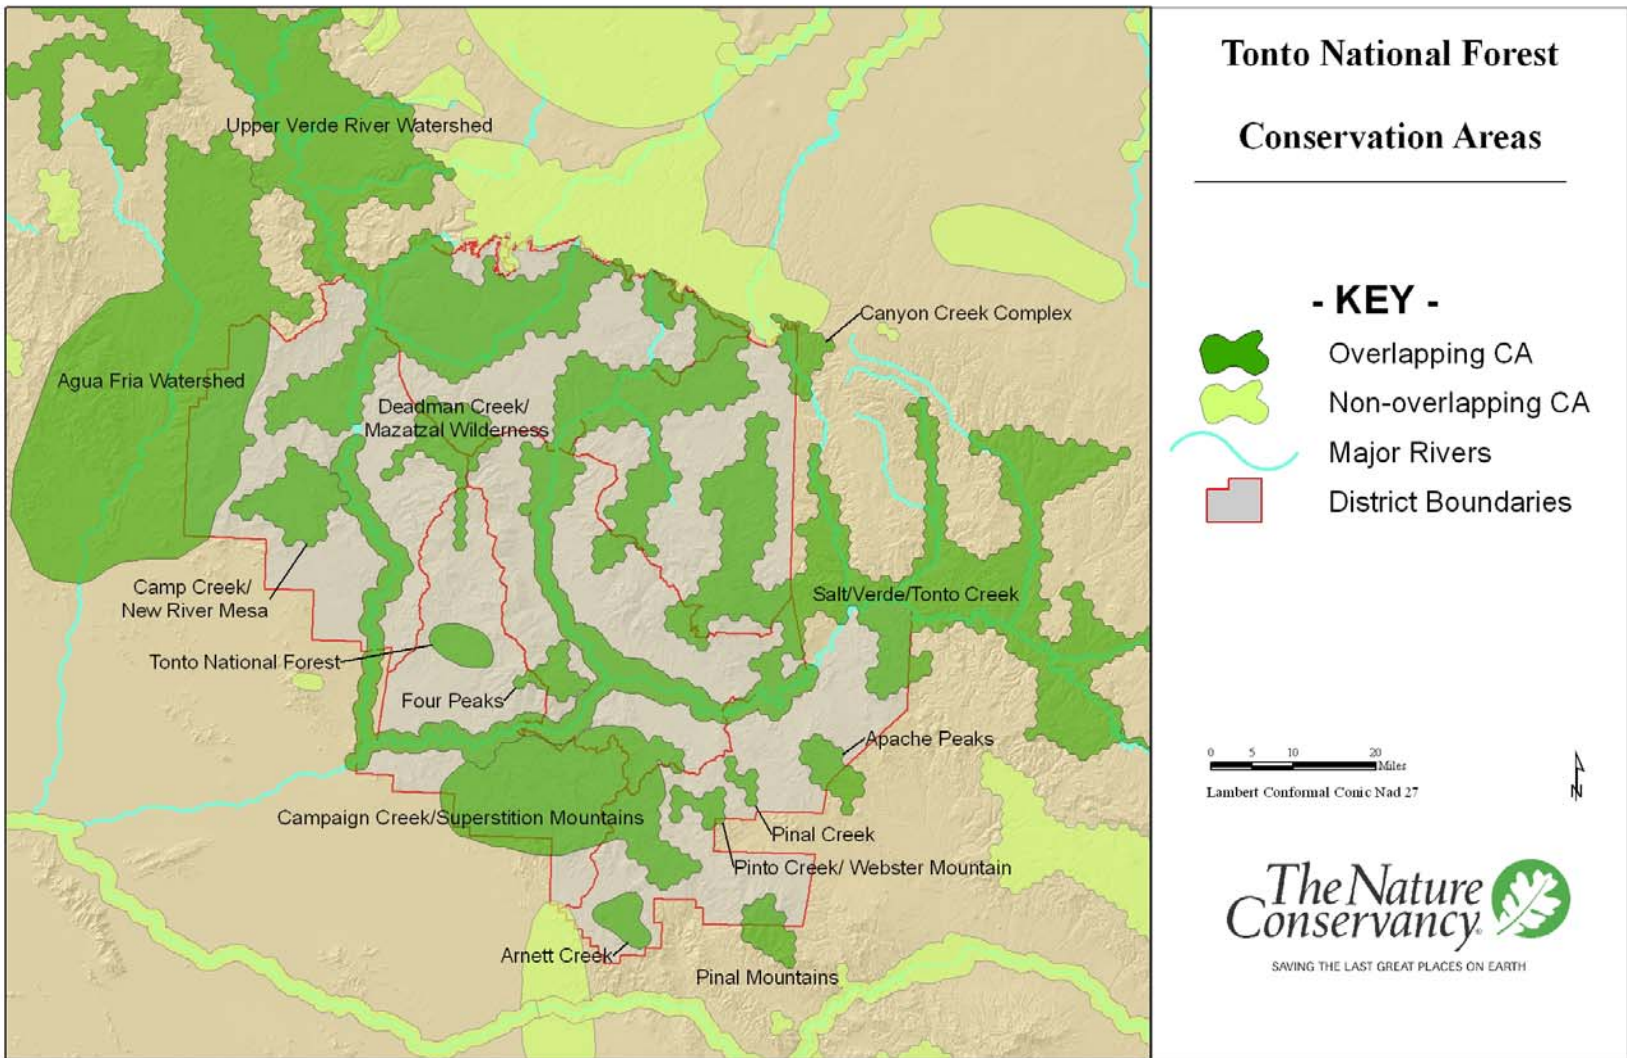 Tonto National Forest
Conservation Areas
- KEY -
Overlapping CA
Non-overlapping CA
Major Rivers
District Boundaries
0 5 10 20
Miles
Lambert Conformal Conic Nad 27
N
The Nature
Conservancy®
SAVING THE LAST GREAT PLACES ON EARTH
Upper Verde River Watershed
Canyon Creek Complex
Agua Fria Watershed
Deadman Creek/
Mazatzal Wilderness
Camp Creek/
New River Mesa
Salt/Verde/Tonto Creek
Tonto National Forest
Four Peaks
Apache Peaks
Campaign Creek/Superstition Mountains
Pinal Creek
Pinto Creek/ Webster Mountain
Arnett Creek
Pinal Mountains